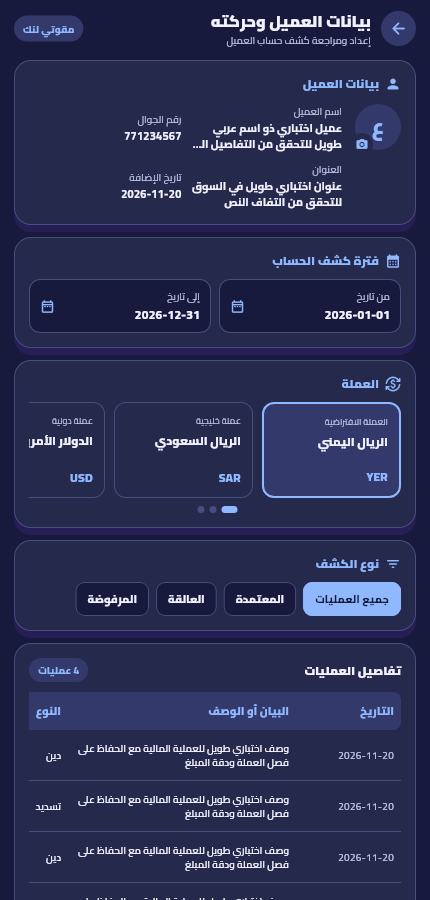 بيانات العميل وحركته
إعداد ومراجعة كشف حساب العميل
مقوتي لنك
بيانات العميل
ع
اسم العميل
عميل اختباري ذو اسم عربي
طويل للتحقق من التفاصيل الـ...
رقم الجوال
771234567
العنوان
عنوان اختباري طويل في السوق
للتحقق من التفاف النص
تاريخ الإضافة
2026-11-20
فترة كشف الحساب
من تاريخ
2026-01-01
إلى تاريخ
2026-12-31
العملة
العملة الافتراضية
الريال اليمني
YER
عملة خليجية
الريال السعودي
SAR
عملة دولية
الدولار الأمر
USD
نوع الكشف
جميع العمليات
المعتمدة
العالقة
المرفوضة
تفاصيل العمليات
4 عمليات
التاريخ البيان أو الوصف النوع
2026-11-20
وصف اختباري طويل للعملية المالية مع الحفاظ على
فصل العملة ودقة المبلغ
دين
2026-11-20
وصف اختباري طويل للعملية المالية مع الحفاظ على
فصل العملة ودقة المبلغ
تسديد
2026-11-20
وصف اختباري طويل للعملية المالية مع الحفاظ على
فصل العملة ودقة المبلغ
دين